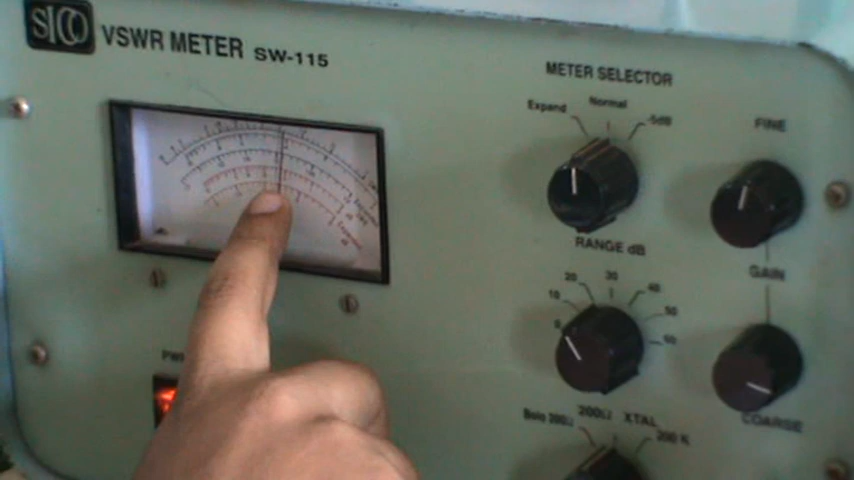 SICO
VSWR METER SW-115
METER SELECTOR
Expand
Normal
-5dB
FINE
RANGE dB
GAIN
0
10
20
30
40
50
60
COARSE
Bolo 200Ω
200Ω
XTAL
200 K